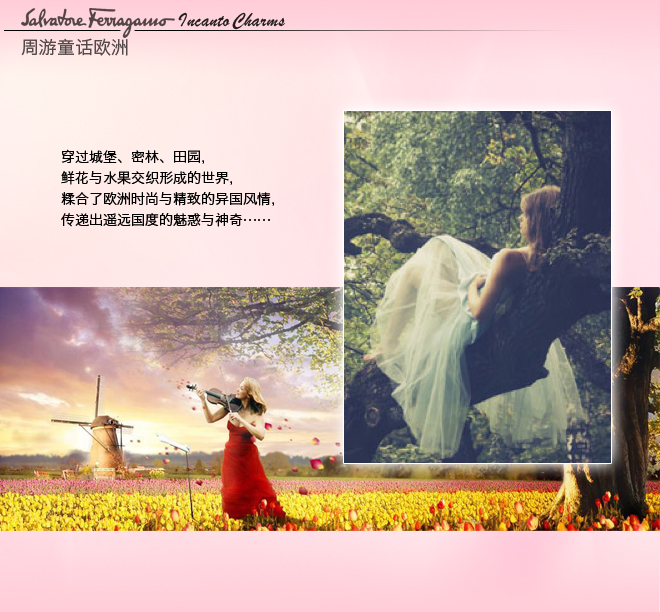 Salvatore Ferragamo Incanto Charms
周游童话欧洲
穿过城堡、密林、田园,
鲜花与水果交织形成的世界,
糅合了欧洲时尚与精致的异国风情,
传递出遥远国度的魅惑与神奇……